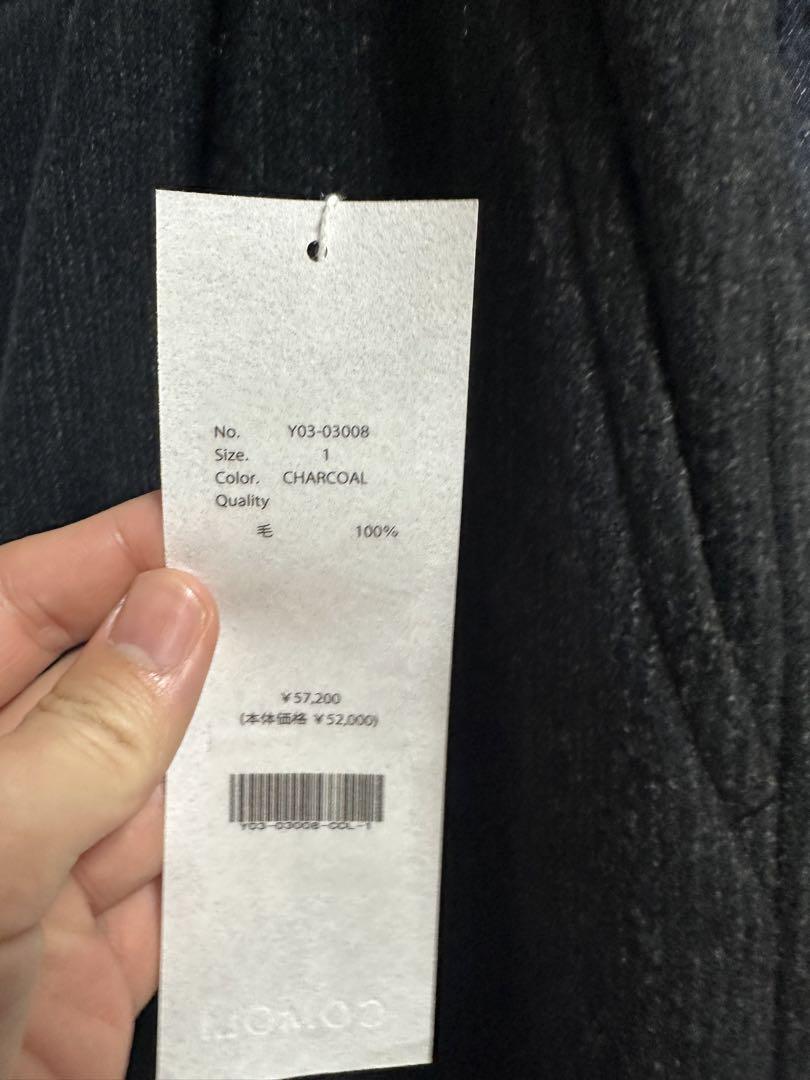 No. Y03-03008
Size. 1
Color. CHARCOAL
Quality
毛 100%
¥57,200
(本体価格 ¥52,000)
Y03-03008-CCL-1
COMOLI